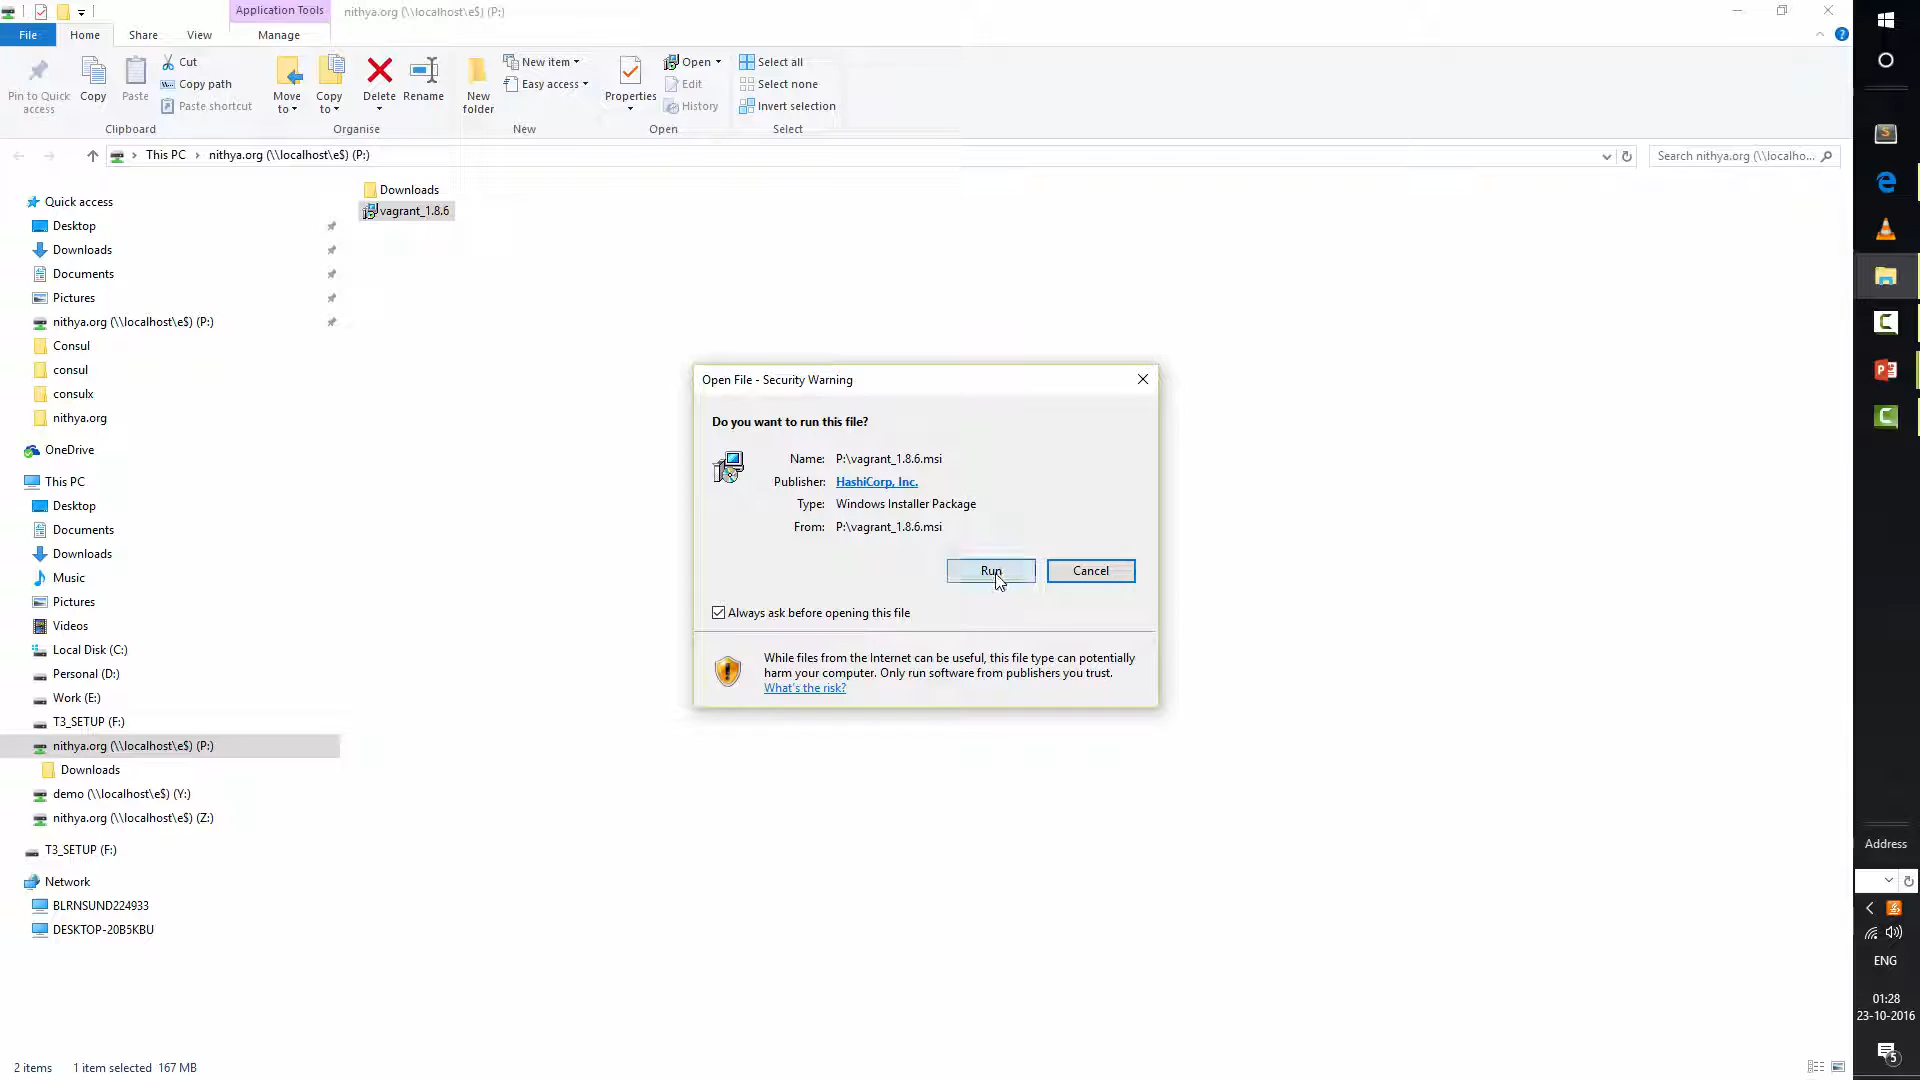 Application Tools
nithya.org (\\localhost\e$) (P:)
File
Home
Share
View
Manage
Pin to Quick access
Copy
Paste
Cut
Copy path
Paste shortcut
Clipboard
Move to
Copy to
Delete
Rename
Organise
New folder
New item
Easy access
New
Properties
Open
Edit
History
Open
Select all
Select none
Invert selection
Select
This PC
nithya.org (\\localhost\e$) (P:)
Search nithya.org (\\localho...
Quick access
Desktop
Downloads
Documents
Pictures
nithya.org (\\localhost\e$) (P:)
Consul
consul
consulx
nithya.org
OneDrive
This PC
Desktop
Documents
Downloads
Music
Pictures
Videos
Local Disk (C:)
Personal (D:)
Work (E:)
T3_SETUP (F:)
nithya.org (\\localhost\e$) (P:)
Downloads
demo (\\localhost\e$) (Y:)
nithya.org (\\localhost\e$) (Z:)
T3_SETUP (F:)
Network
BLRNSUND224933
DESKTOP-20B5KBU
Downloads
vagrant_1.8.6
Open File - Security Warning
Do you want to run this file?
Name: P:\vagrant_1.8.6.msi
Publisher: HashiCorp, Inc.
Type: Windows Installer Package
From: P:\vagrant_1.8.6.msi
Run
Cancel
Always ask before opening this file
While files from the Internet can be useful, this file type can potentially
harm your computer. Only run software from publishers you trust.
What's the risk?
Address
ENG
01:28
23-10-2016
5
2 items
1 item selected 167 MB